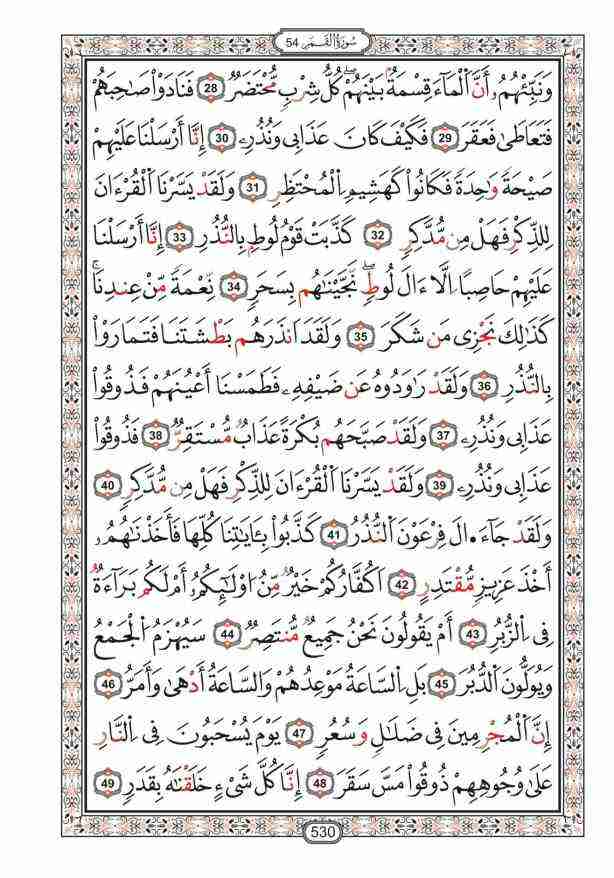 سُورَةُ القَمَر 54
وَنَبِّئْهُمُۥٓ أَنَّ ٱلْمَآءَ قِسْمَةٌۢ بَيْنَهُمْۖ كُلُّ شِرْبٍ مُّحْتَضَرٌۭ 28 فَنَادَوْا۟ صَاحِبَهُمْ
فَتَعَاطَىٰ فَعَقَرَ 29 فَكَيْفَ كَانَ عَذَابِى وَنُذُرِۦ 30 إِنَّآ أَرْسَلْنَا عَلَيْهِمْ
صَيْحَةً وَٰحِدَةً فَكَانُوا۟ كَهَشِيمِ ٱلْمُحْتَظِرِ 31 وَلَقَدْ يَسَّرْنَا ٱلْقُرْءَانَ
لِلذِّكْرِ فَهَلْ مِن مُّدَّكِرٍ 32 كَذَّبَتْ قَوْمُ لُوطٍۭ بِالنُّذُرِ 33 إِنَّآ أَرْسَلْنَا
عَلَيْهِمْ حَاصِبًا اِلَّآ ءَالَ لُوطٍۖ نَّجَّيْنَٰهُم بِسَحَرٍ 34 نِّعْمَةً مِّنْ عِندِنَاۚ
كَذَٰلِكَ نَجْزِى مَن شَكَرَ 35 وَلَقَدَ اَنذَرَهُم بَطْشَتَنَا فَتَمَارَوْا۟
بِالنُّذُرِ 36 وَلَقَدْ رَٰوَدُوهُ عَن ضَيْفِهِۦ فَطَمَسْنَآ أَعْيُنَهُمْ فَذُوقُوا۟
عَذَابِى وَنُذُرِۦ 37 وَلَقَدْ صَبَّحَهُم بُكْرَةً عَذَابٌ مُّسْتَقِرٌّ 38 فَذُوقُوا۟
عَذَابِى وَنُذُرِۦ 39 وَلَقَدْ يَسَّرْنَا ٱلْقُرْءَانَ لِلذِّكْرِ فَهَلْ مِن مُّدَّكِرٍ 40
وَلَقَدْ جَآءَ ءَالَ فِرْعَوْنَ ٱلنُّذُرُ 41 كَذَّبُوا۟ بِـَٔايَٰتِنَا كُلِّهَا فَأَخَذْنَٰهُمُۥٓ
أَخْذَ عَزِيزٍ مُّقْتَدِرٍ 42 اَكُفَّارُكُمْ خَيْرٌ مِّنُ ا۟وْلَٰٓئِكُمُۥٓ أَمْ لَكُم بَرَآءَةٌ
فِى ٱلزُّبُرِ 43 أَمْ يَقُولُونَ نَحْنُ جَمِيعٌ مُّنتَصِرٌ 44 سَيُهْزَمُ ٱلْجَمْعُ
وَيُوَلُّونَ ٱلدُّبُرَ 45 بَلِ اِ۬لسَّاعَةُ مَوْعِدُهُمْ وَالسَّاعَةُ أَدْهَىٰ وَأَمَرُّ 46
إِنَّ ٱلْمُجْرِمِينَ فِى ضَلَٰلٍ وَسُعُرٍ 47 يَوْمَ يُسْحَبُونَ فِى ٱلنَّارِ
عَلَىٰ وُجُوهِهِمْ ذُوقُوا۟ مَسَّ سَقَرَ 48 إِنَّا كُلَّ شَىْءٍ خَلَقْنَٰهُ بِقَدَرٍ 49
530